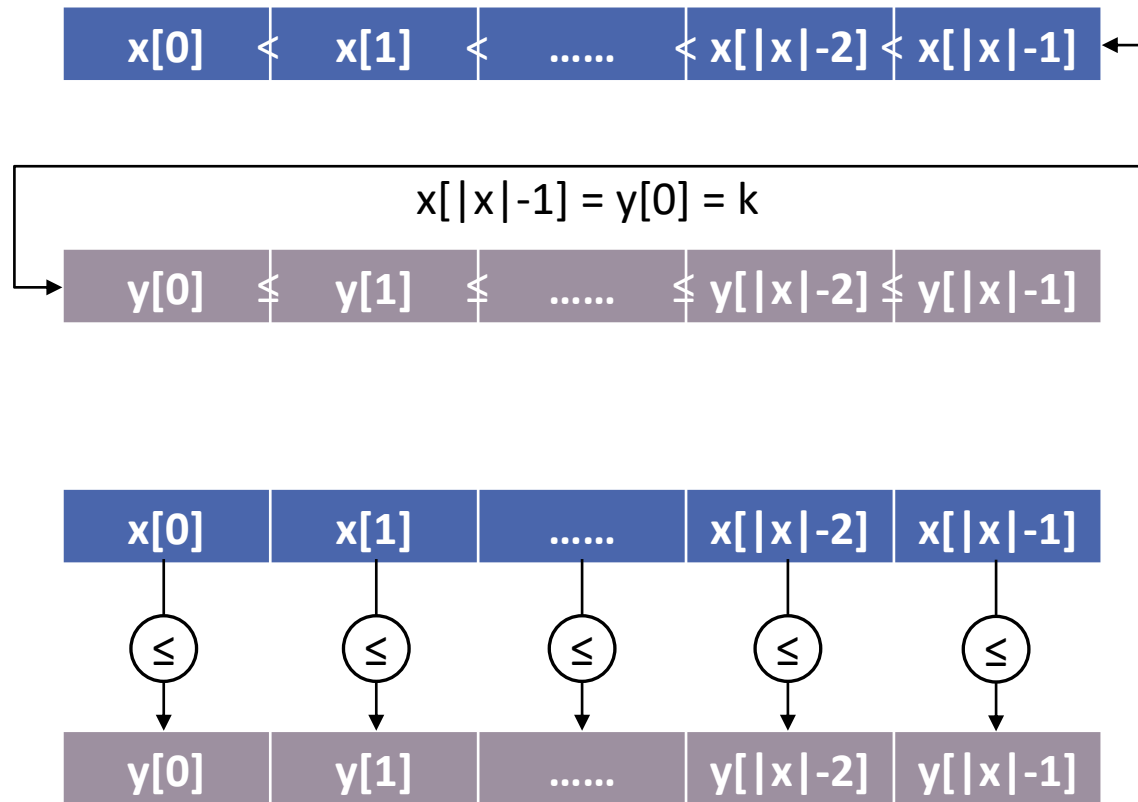 x[0] < x[1] < …… < x[|x|-2] < x[|x|-1]
x[|x|-1] = y[0] = k
y[0] ≤ y[1] ≤ …… ≤ y[|x|-2] ≤ y[|x|-1]
x[0] x[1] …… x[|x|-2] x[|x|-1]
≤ ≤ ≤ ≤ ≤
y[0] y[1] …… y[|x|-2] y[|x|-1]